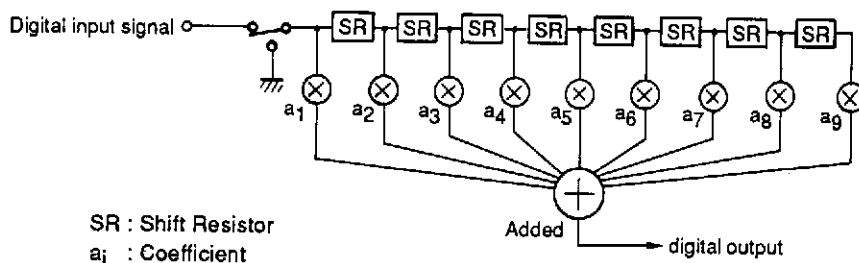 Digital input signal
SR SR SR SR SR SR SR SR
a1 a2 a3 a4 a5 a6 a7 a8 a9
Added
digital output
SR : Shift Resistor
ai : Coefficient